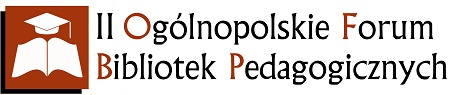 II Ogólnopolskie Forum
Bibliotek Pedagogicznych